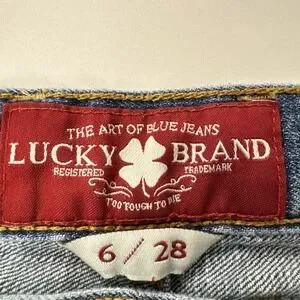 THE ART OF BLUE JEANS
LUCKY BRAND
REGISTERED TRADEMARK
TOO TOUGH TO DIE
6 28